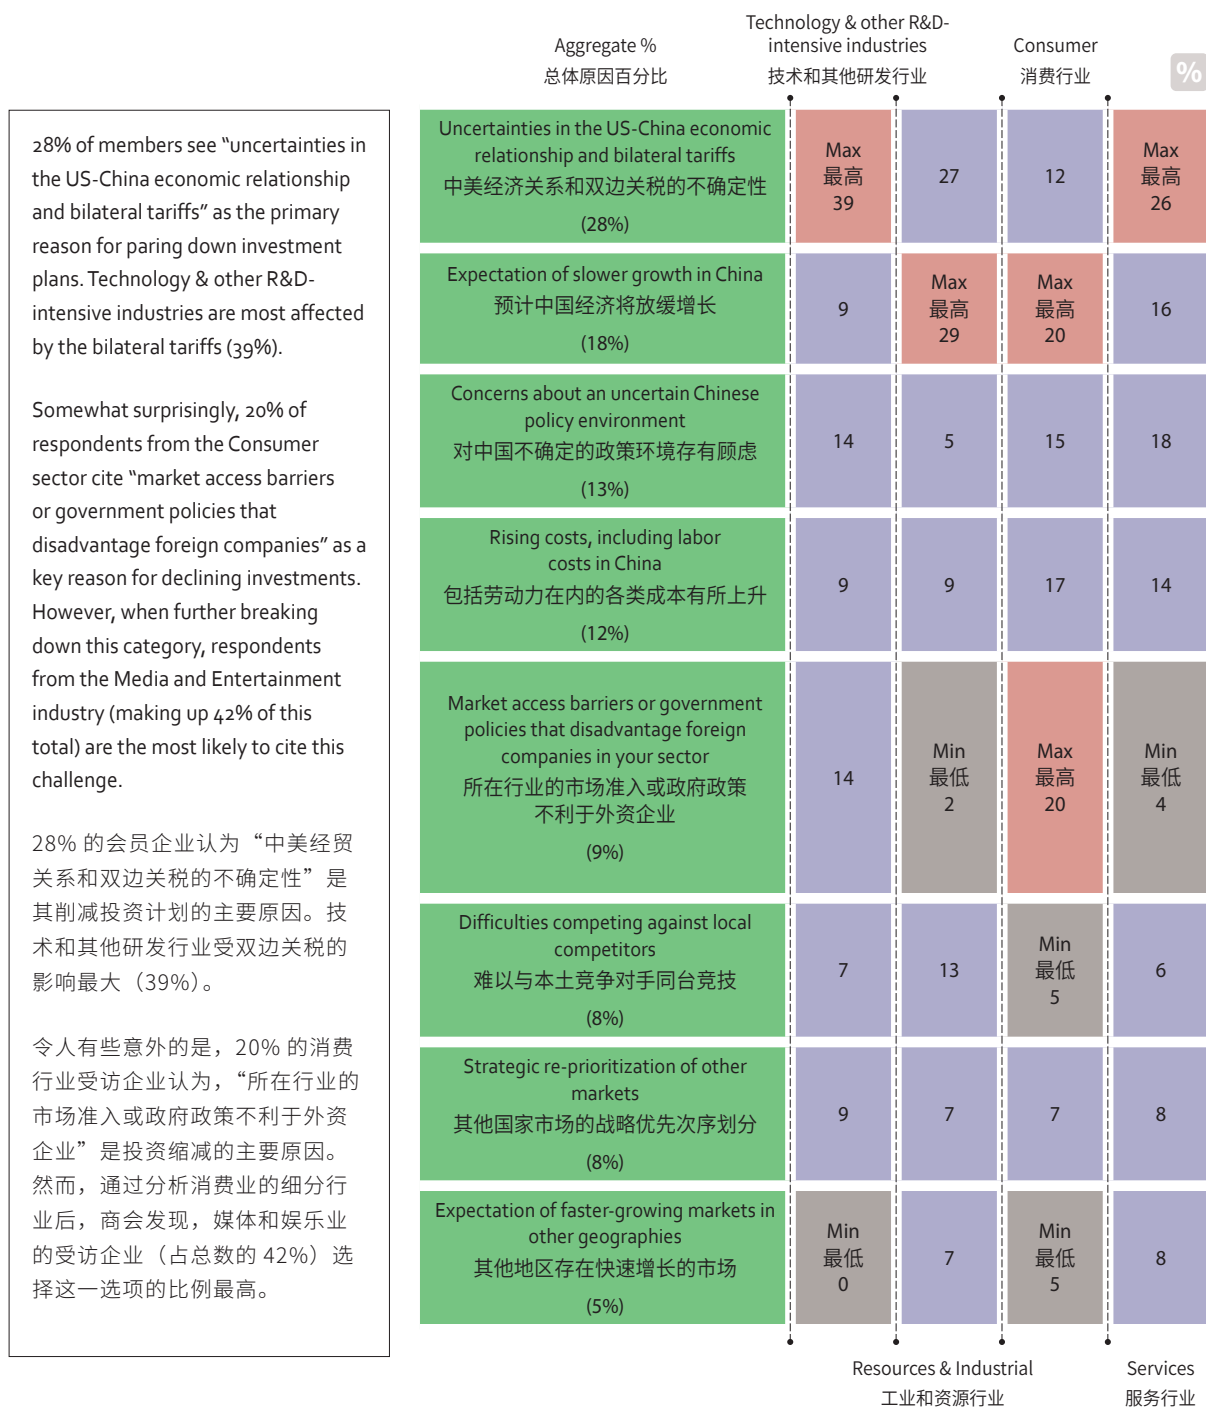 Aggregate %
总体原因百分比
Technology & other R&D-
intensive industries
技术和其他研发行业
Consumer
消费行业
%
28% of members see “uncertainties in
the US-China economic relationship
and bilateral tariffs” as the primary
reason for paring down investment
plans. Technology & other R&D-
intensive industries are most affected
by the bilateral tariffs (39%).
Somewhat surprisingly, 20% of
respondents from the Consumer
sector cite “market access barriers
or government policies that
disadvantage foreign companies” as a
key reason for declining investments.
However, when further breaking
down this category, respondents
from the Media and Entertainment
industry (making up 42% of this
total) are the most likely to cite this
challenge.
28% 的会员企业认为“中美经贸
关系和双边关税的不确定性”是
其削减投资计划的主要原因。技
术和其他研发行业受双边关税的
影响最大（39%）。
令人有些意外的是，20% 的消费
行业受访企业认为，“所在行业的
市场准入或政府政策不利于外资
企业”是投资缩减的主要原因。
然而，通过分析消费业的细分行
业后，商会发现，媒体和娱乐业
的受访企业（占总数的 42%）选
择这一选项的比例最高。
Uncertainties in the US-China economic
relationship and bilateral tariffs
中美经济关系和双边关税的不确定性
(28%)
Max
最高
39
27
12
Max
最高
26
Expectation of slower growth in China
预计中国经济将放缓增长
(18%)
9
Max
最高
29
Max
最高
20
16
Concerns about an uncertain Chinese
policy environment
对中国不确定的政策环境存有顾虑
(13%)
14
5
15
18
Rising costs, including labor
costs in China
包括劳动力在内的各类成本有所上升
(12%)
9
9
17
14
Market access barriers or government
policies that disadvantage foreign
companies in your sector
所在行业的市场准入或政府政策
不利于外资企业
(9%)
14
Min
最低
2
Max
最高
20
Min
最低
4
Difficulties competing against local
competitors
难以与本土竞争对手同台竞技
(8%)
7
13
Min
最低
5
6
Strategic re-prioritization of other
markets
其他国家市场的战略优先次序划分
(8%)
9
7
7
8
Expectation of faster-growing markets in
other geographies
其他地区存在快速增长的市场
(5%)
Min
最低
0
7
Min
最低
5
8
Resources & Industrial
工业和资源行业
Services
服务行业